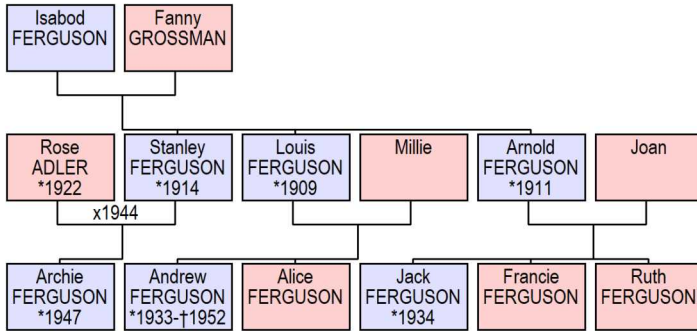 Isabod
FERGUSON
Fanny
GROSSMAN
Rose
ADLER
*1922
Stanley
FERGUSON
*1914
Louis
FERGUSON
*1909
Millie
Arnold
FERGUSON
*1911
Joan
x1944
Archie
FERGUSON
*1947
Andrew
FERGUSON
*1933-†1952
Alice
FERGUSON
Jack
FERGUSON
*1934
Francie
FERGUSON
Ruth
FERGUSON